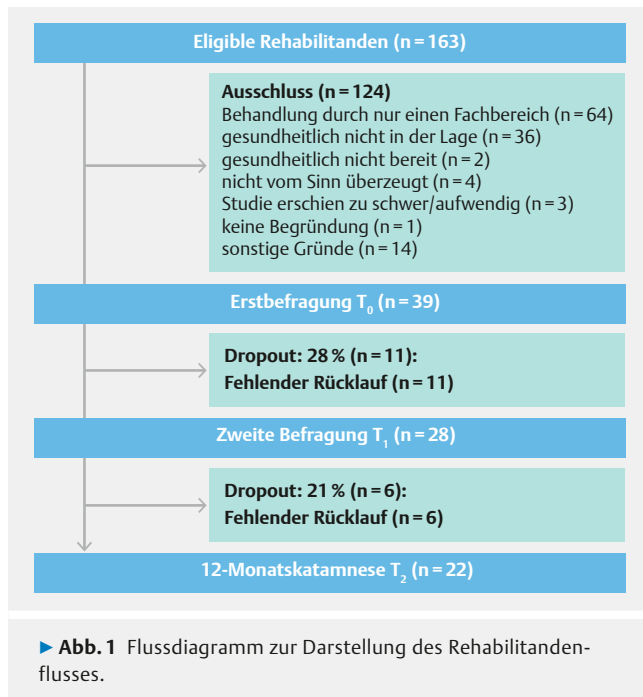 Eligible Rehabilitanden (n = 163)
Ausschluss (n = 124)
Behandlung durch nur einen Fachbereich (n = 64)
gesundheitlich nicht in der Lage (n = 36)
gesundheitlich nicht bereit (n = 2)
nicht vom Sinn überzeugt (n = 4)
Studie erschien zu schwer/aufwendig (n = 3)
keine Begründung (n = 1)
sonstige Gründe (n = 14)
Erstbefragung T₀ (n = 39)
Dropout: 28 % (n = 11):
Fehlender Rücklauf (n = 11)
Zweite Befragung T₁ (n = 28)
Dropout: 21 % (n = 6):
Fehlender Rücklauf (n = 6)
12-Monatskatamnese T₂ (n = 22)
▶ Abb. 1 Flussdiagramm zur Darstellung des Rehabilitanden-
flusses.